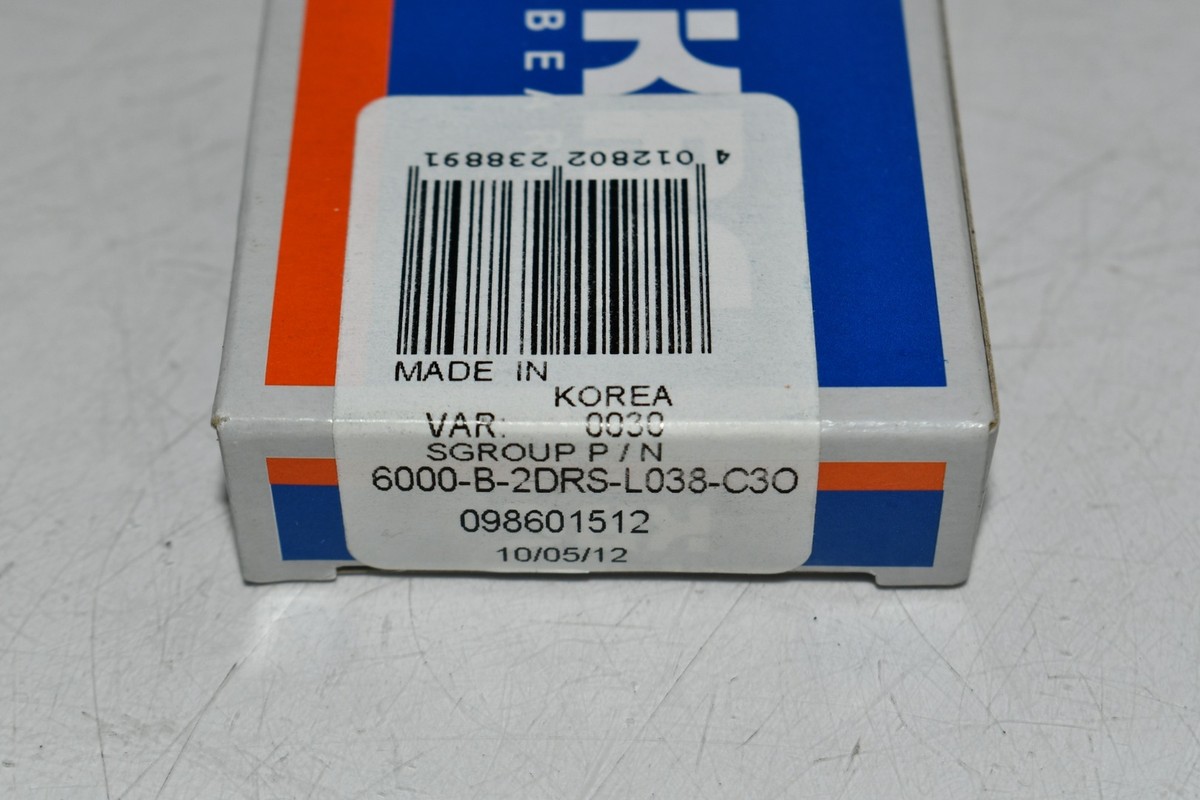 4 012802 238891
MADE IN
KOREA
VAR: 0030
SGROUP P / N
6000-B-2DRS-L038-C3O
098601512
10/05/12